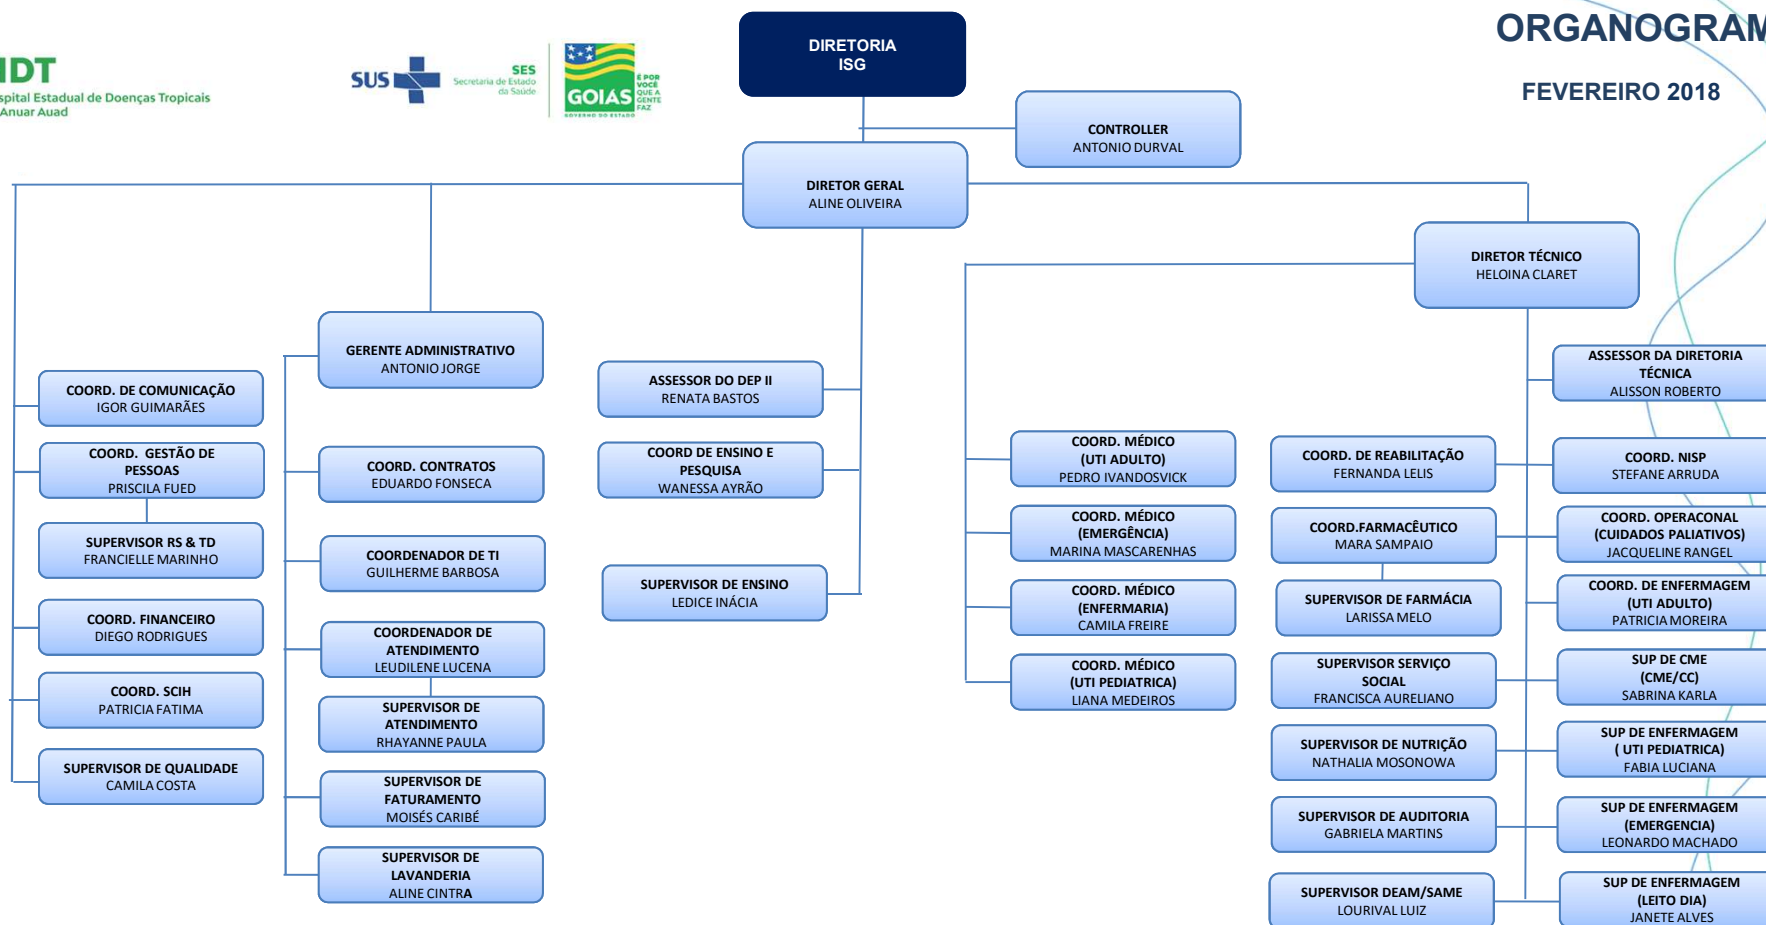 DIRETORIA
ISG
ORGANOGRAM
FEVEREIRO 2018
IDT
spital Estadual de Doenças Tropicais
Anuar Auad
SUS
SES
Secretaria de Estado
da Saúde
GOIÁS
GOVERNO DO ESTADO
É POR
VOCÊ
QUE A
GENTE
FAZ
CONTROLLER
ANTONIO DURVAL
DIRETOR GERAL
ALINE OLIVEIRA
DIRETOR TÉCNICO
HELOINA CLARET
COORD. DE COMUNICAÇÃO
IGOR GUIMARÃES
COORD. GESTÃO DE
PESSOAS
PRISCILA FUED
SUPERVISOR RS & TD
FRANCIELLE MARINHO
COORD. FINANCEIRO
DIEGO RODRIGUES
COORD. SCIH
PATRICIA FATIMA
SUPERVISOR DE QUALIDADE
CAMILA COSTA
GERENTE ADMINISTRATIVO
ANTONIO JORGE
COORD. CONTRATOS
EDUARDO FONSECA
COORDENADOR DE TI
GUILHERME BARBOSA
COORDENADOR DE
ATENDIMENTO
LEUDILENE LUCENA
SUPERVISOR DE
ATENDIMENTO
RHAYANNE PAULA
SUPERVISOR DE
FATURAMENTO
MOISÉS CARIBÉ
SUPERVISOR DE
LAVANDERIA
ALINE CINTRA
ASSESSOR DO DEP II
RENATA BASTOS
COORD DE ENSINO E
PESQUISA
WANESSA AYRÃO
SUPERVISOR DE ENSINO
LEDICE INÁCIA
COORD. MÉDICO
(UTI ADULTO)
PEDRO IVANDOSVICK
COORD. MÉDICO
(EMERGÊNCIA)
MARINA MASCARENHAS
COORD. MÉDICO
(ENFERMARIA)
CAMILA FREIRE
COORD. MÉDICO
(UTI PEDIATRICA)
LIANA MEDEIROS
COORD. DE REABILITAÇÃO
FERNANDA LELIS
COORD.FARMACÊUTICO
MARA SAMPAIO
SUPERVISOR DE FARMÁCIA
LARISSA MELO
SUPERVISOR SERVIÇO
SOCIAL
FRANCISCA AURELIANO
SUPERVISOR DE NUTRIÇÃO
NATHALIA MOSONOWA
SUPERVISOR DE AUDITORIA
GABRIELA MARTINS
SUPERVISOR DEAM/SAME
LOURIVAL LUIZ
ASSESSOR DA DIRETORIA
TÉCNICA
ALISSON ROBERTO
COORD. NISP
STEFANE ARRUDA
COORD. OPERACONAL
(CUIDADOS PALIATIVOS)
JACQUELINE RANGEL
COORD. DE ENFERMAGEM
(UTI ADULTO)
PATRICIA MOREIRA
SUP DE CME
(CME/CC)
SABRINA KARLA
SUP DE ENFERMAGEM
( UTI PEDIATRICA)
FABIA LUCIANA
SUP DE ENFERMAGEM
(EMERGENCIA)
LEONARDO MACHADO
SUP DE ENFERMAGEM
(LEITO DIA)
JANETE ALVES